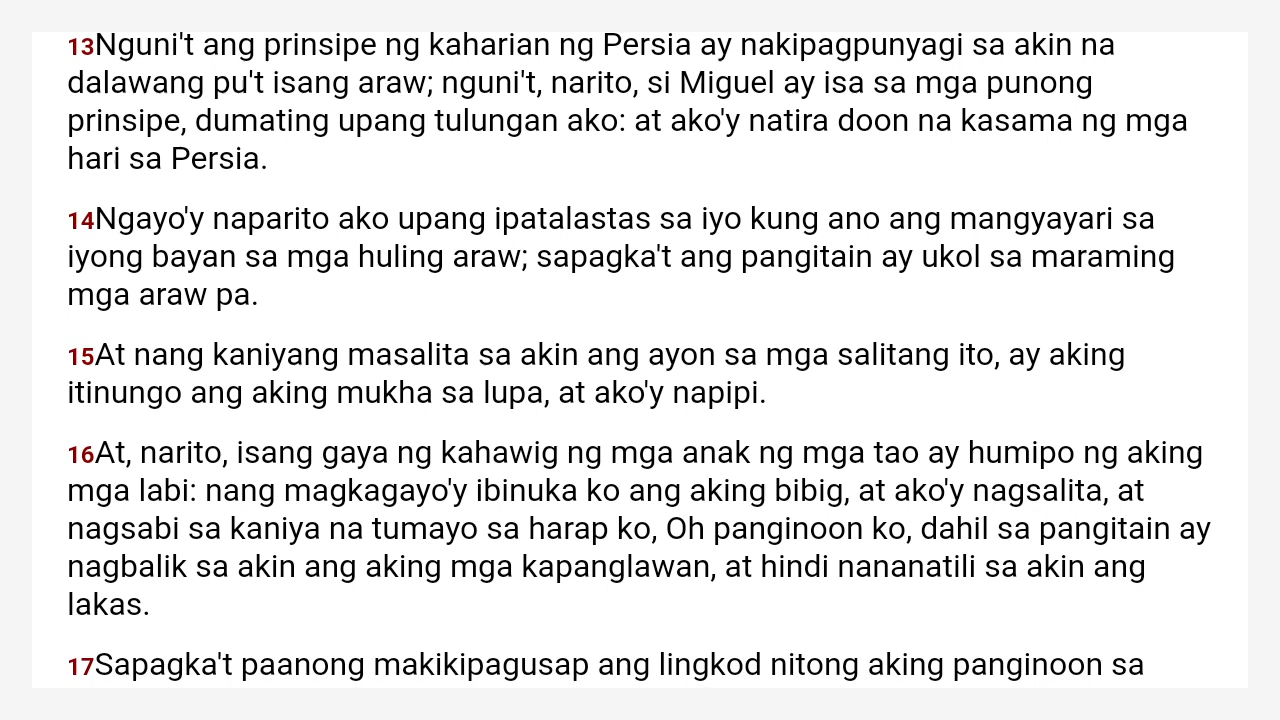 13Nguni't ang prinsipe ng kaharian ng Persia ay nakipagpunyagi sa akin na
dalawang pu't isang araw; nguni't, narito, si Miguel ay isa sa mga punong
prinsipe, dumating upang tulungan ako: at ako'y natira doon na kasama ng mga
hari sa Persia.
14Ngayo'y naparito ako upang ipatalastas sa iyo kung ano ang mangyayari sa
iyong bayan sa mga huling araw; sapagka't ang pangitain ay ukol sa maraming
mga araw pa.
15At nang kaniyang masalita sa akin ang ayon sa mga salitang ito, ay aking
itinungo ang aking mukha sa lupa, at ako'y napipi.
16At, narito, isang gaya ng kahawig ng mga anak ng mga tao ay humipo ng aking
mga labi: nang magkagayo'y ibinuka ko ang aking bibig, at ako'y nagsalita, at
nagsabi sa kaniya na tumayo sa harap ko, Oh panginoon ko, dahil sa pangitain ay
nagbalik sa akin ang aking mga kapanglawan, at hindi nananatili sa akin ang
lakas.
17Sapagka't paanong makikipagusap ang lingkod nitong aking panginoon sa